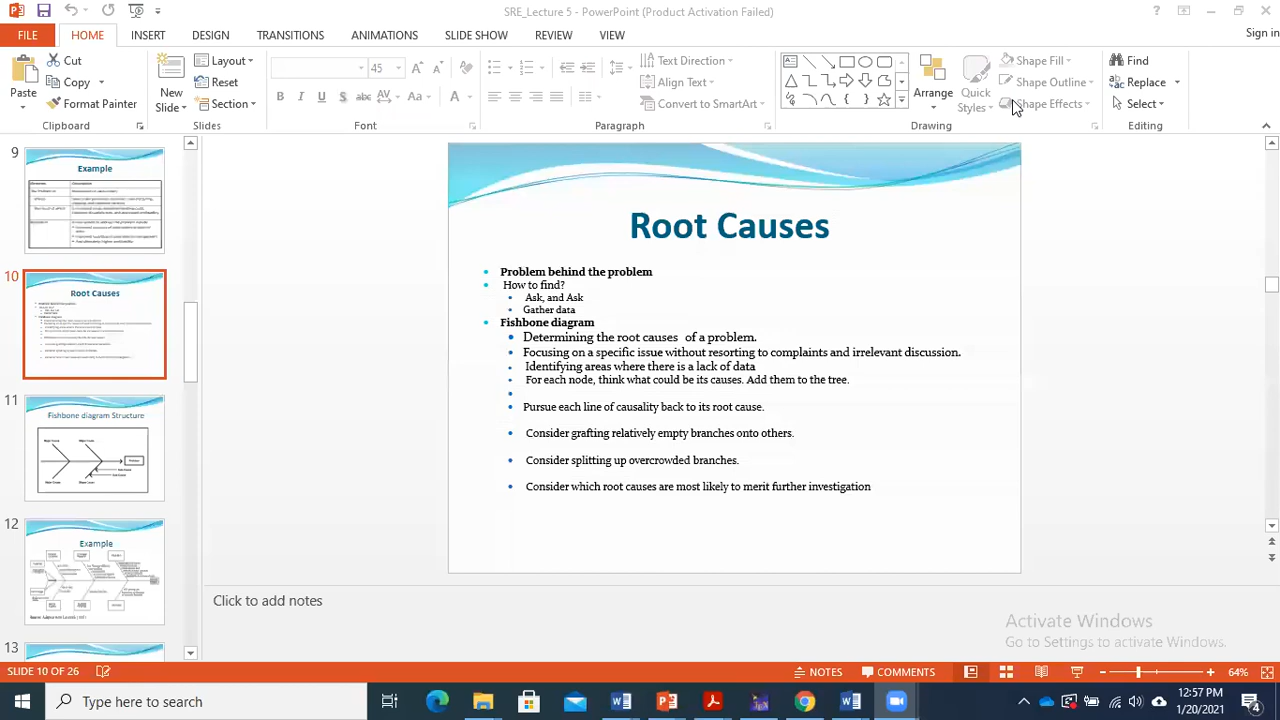 SRE_Lecture 5 - PowerPoint (Product Activation Failed)
FILE HOME INSERT DESIGN TRANSITIONS ANIMATIONS SLIDE SHOW REVIEW VIEW Sign in
Paste
Cut
Copy
Format Painter
Clipboard
New Slide
Layout
Reset
Section
Slides
45
Font
Text Direction
Align Text
Convert to SmartArt
Paragraph
Arrange
Quick Styles
Shape Fill
Shape Outline
Shape Effects
Drawing
Find
Replace
Select
Editing
9
Example
10
Root Causes
11
Fishbone diagram Structure
12
Example
13
Root Causes
Problem behind the problem
How to find?
Ask, and Ask
Gather data
Fishbone diagram
Determining the root causes of a problem.
Focusing on a specific issue without resorting to complaints and irrelevant discussion.
Identifying areas where there is a lack of data
For each node, think what could be its causes. Add them to the tree.
Pursue each line of causality back to its root cause.
Consider grafting relatively empty branches onto others.
Consider splitting up overcrowded branches.
Consider which root causes are most likely to merit further investigation
Click to add notes
Activate Windows
Go to Settings to activate Windows.
SLIDE 10 OF 26 NOTES COMMENTS 64%
Type here to search
12:57 PM
1/20/2021
4